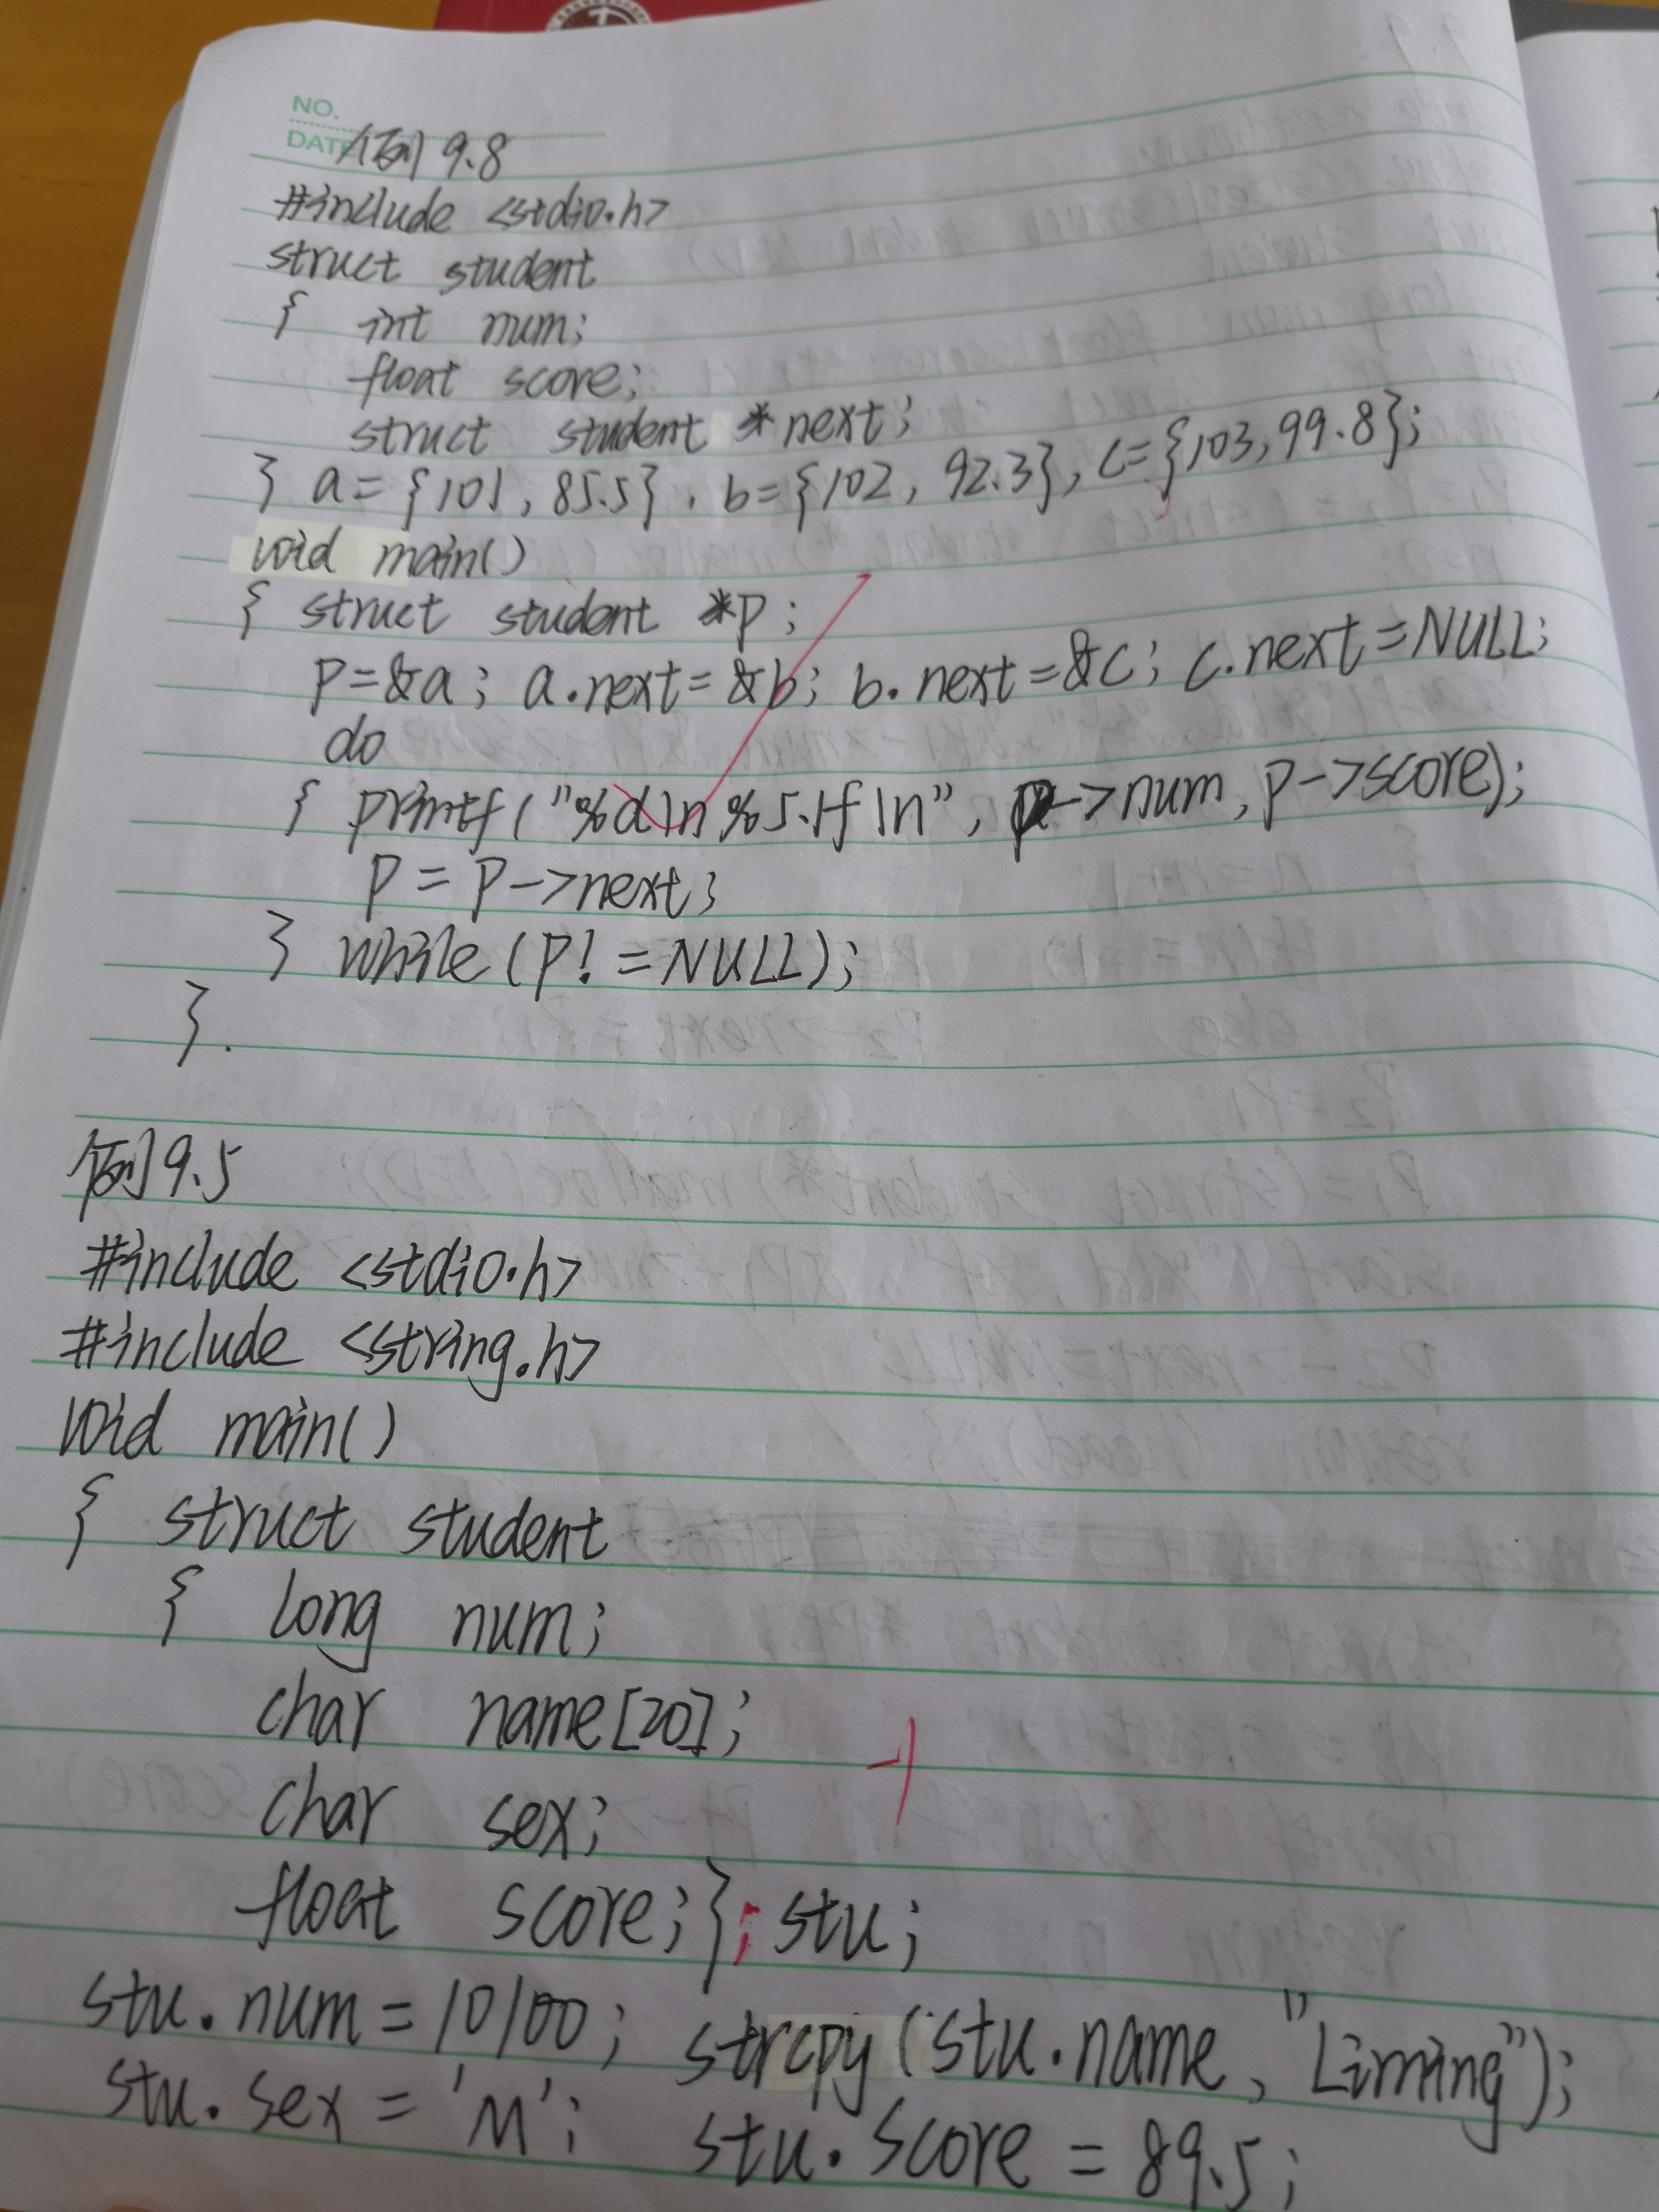 NO.
DATE
例9.8
#include <stdio.h>
struct student
{ int num;
float score;
struct student *next;
} a={101,85.5}, b={102,92.3}, c={103,99.8};
void main()
{ struct student *p;
p=&a; a.next=&b; b.next=&c; c.next=NULL;
do
{ printf("%d\n%5.1f\n", p->num, p->score);
p = p->next;
} while(p!=NULL);
}.
例9.5
#include <stdio.h>
#include <string.h>
void main()
{ struct student
{ long num;
char name[20];
char sex;
float score;}; stu;
stu.num=10100; strcpy(stu.name,"Liming");
stu.sex='M'; stu.score=89.5;